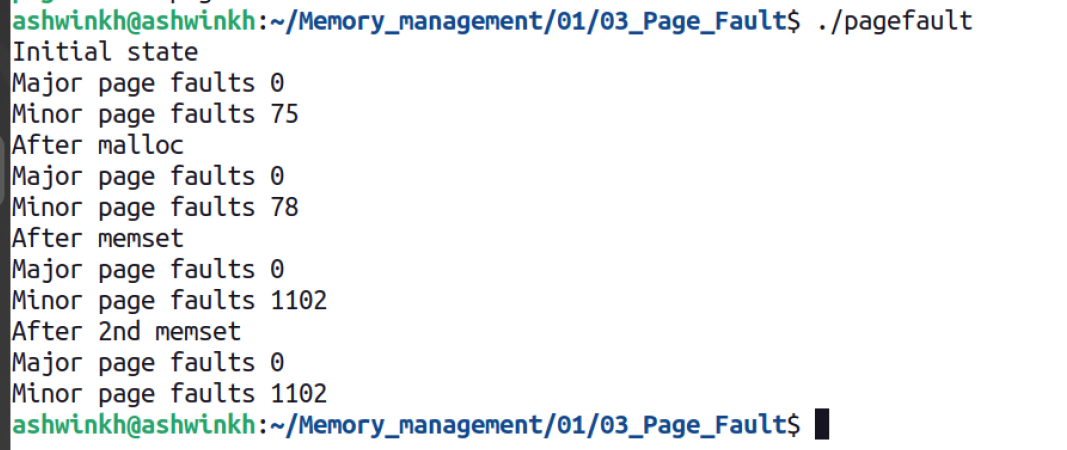 ashwinkh@ashwinkh:~/Memory_management/01/03_Page_Fault$ ./pagefault
Initial state
Major page faults 0
Minor page faults 75
After malloc
Major page faults 0
Minor page faults 78
After memset
Major page faults 0
Minor page faults 1102
After 2nd memset
Major page faults 0
Minor page faults 1102
ashwinkh@ashwinkh:~/Memory_management/01/03_Page_Fault$